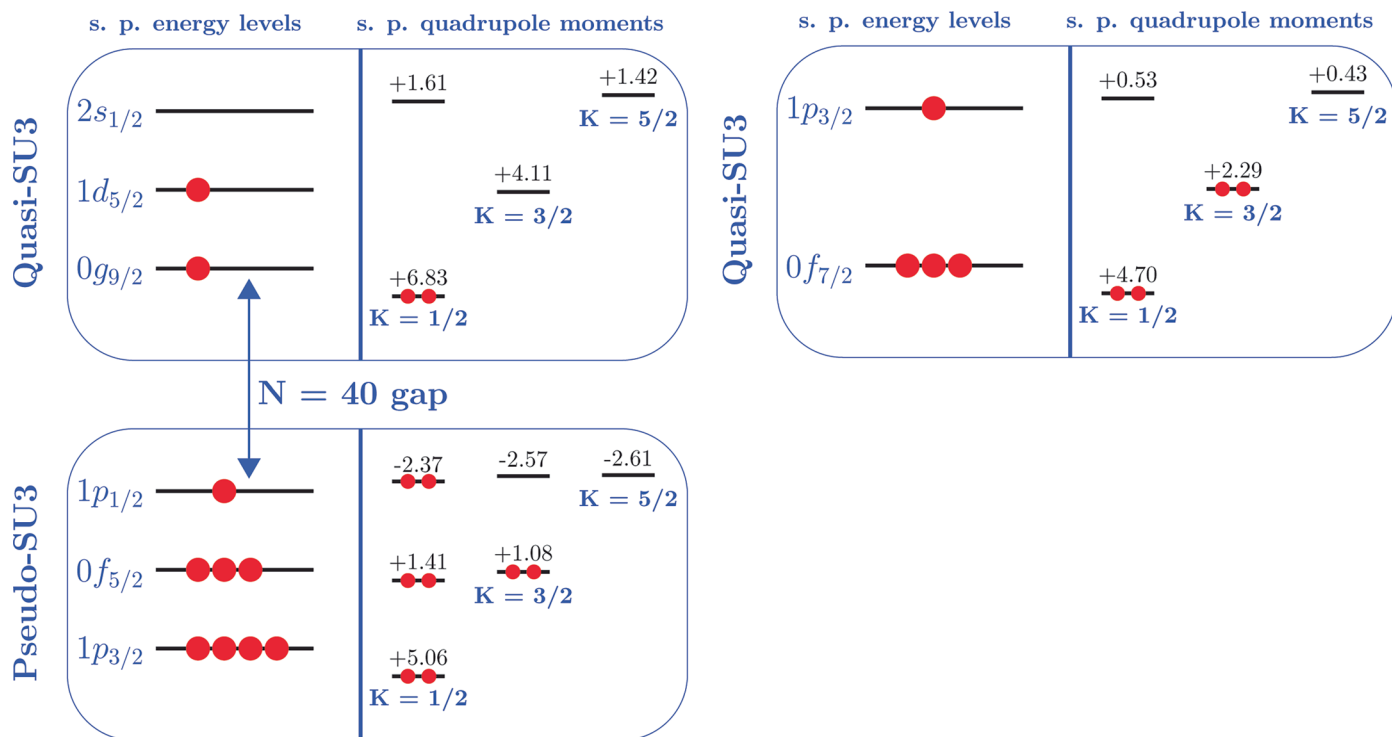 s. p. energy levels
s. p. quadrupole moments
Quasi-SU3
2s1/2
1d5/2
0g9/2
+1.61
+1.42
K = 5/2
+4.11
K = 3/2
+6.83
K = 1/2
N = 40 gap
Pseudo-SU3
1p1/2
0f5/2
1p3/2
-2.37
-2.57
-2.61
K = 5/2
+1.41
+1.08
K = 3/2
+5.06
K = 1/2
s. p. energy levels
s. p. quadrupole moments
Quasi-SU3
1p3/2
0f7/2
+0.53
+0.43
K = 5/2
+2.29
K = 3/2
+4.70
K = 1/2